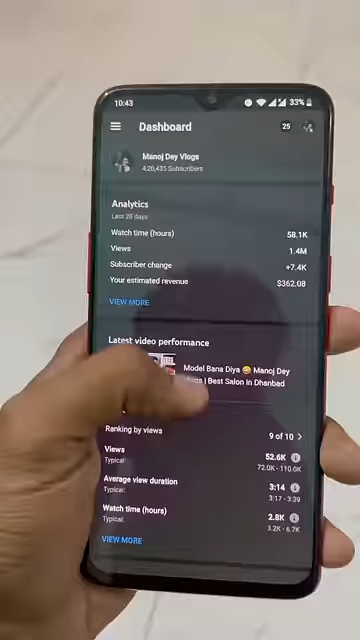 10:43
33%
Dashboard
25
Manoj Dey Vlogs
4,20,435 Subscribers
Analytics
Last 28 days
Watch time (hours) 58.1K
Views 1.4M
Subscriber change +7.4K
Your estimated revenue $362.08
VIEW MORE
Latest video performance
Model Bana Diya 😂 Manoj Dey
| Best Salon in Dhanbad
Ranking by views 9 of 10 >
Views 52.6K
Typical: 72.0K - 110.0K
Average view duration 3:14
Typical: 3:17 - 3:39
Watch time (hours) 2.8K
Typical: 3.2K - 6.7K
VIEW MORE